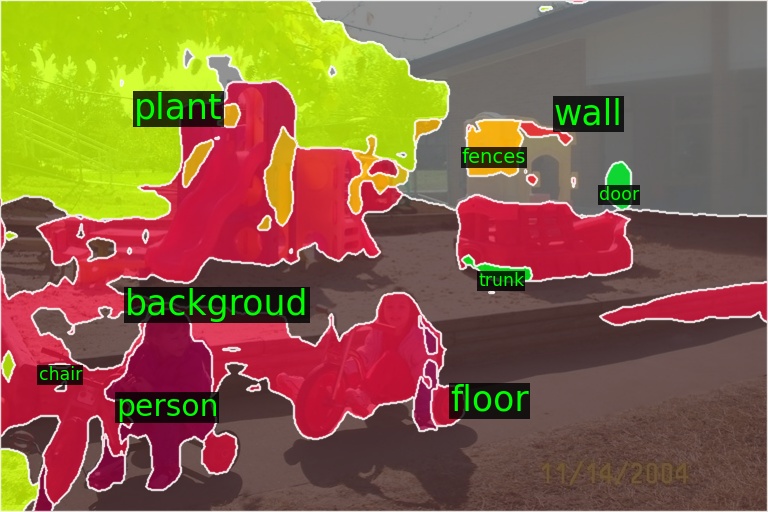 plant
wall
fences
door
trunk
backgroud
chair
person
floor
11/14/2004